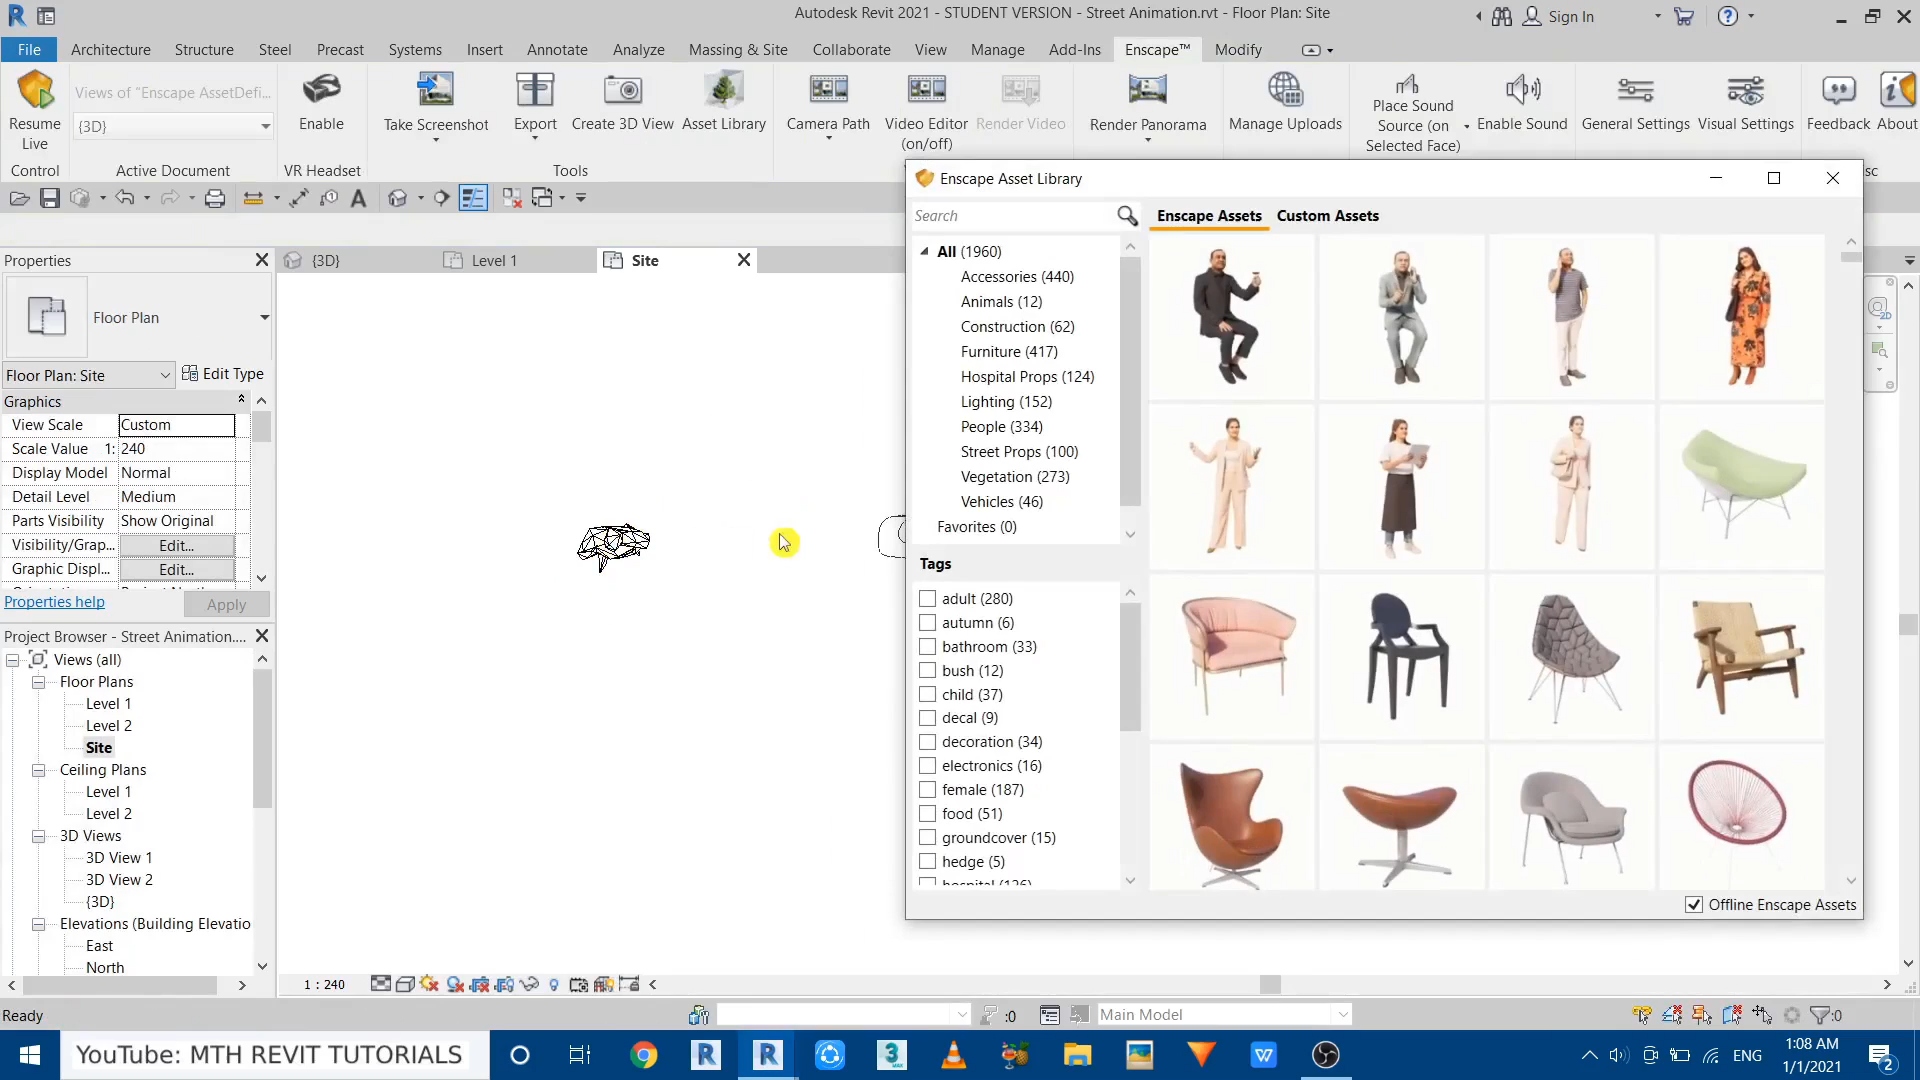 Autodesk Revit 2021 - STUDENT VERSION - Street Animation.rvt - Floor Plan: Site
Sign In
File Architecture Structure Steel Precast Systems Insert Annotate Analyze Massing & Site Collaborate View Manage Add-Ins Enscape™ Modify
Resume Live
Views of "Enscape AssetDefi...
{3D}
Enable
Take Screenshot
Export
Create 3D View
Asset Library
Camera Path
Video Editor (on/off)
Render Video
Render Panorama
Manage Uploads
Place Sound Source (on Selected Face)
Enable Sound
General Settings
Visual Settings
Feedback
About
Control
Active Document
VR Headset
Tools
sc
Properties
{3D}
Level 1
Site
Floor Plan
Floor Plan: Site
Edit Type
Graphics
View Scale Custom
Scale Value 1: 240
Display Model Normal
Detail Level Medium
Parts Visibility Show Original
Visibility/Grap... Edit...
Graphic Displ... Edit...
Properties help
Apply
Project Browser - Street Animation....
Views (all)
Floor Plans
Level 1
Level 2
Site
Ceiling Plans
Level 1
Level 2
3D Views
3D View 1
3D View 2
{3D}
Elevations (Building Elevatio
East
North
Enscape Asset Library
Search
Enscape Assets
Custom Assets
All (1960)
Accessories (440)
Animals (12)
Construction (62)
Furniture (417)
Hospital Props (124)
Lighting (152)
People (334)
Street Props (100)
Vegetation (273)
Vehicles (46)
Favorites (0)
Tags
adult (280)
autumn (6)
bathroom (33)
bush (12)
child (37)
decal (9)
decoration (34)
electronics (16)
female (187)
food (51)
groundcover (15)
hedge (5)
hospital (126)
Offline Enscape Assets
2D
1 : 240
Ready
:0
Main Model
:0
YouTube: MTH REVIT TUTORIALS
ENG
1:08 AM
1/1/2021
2